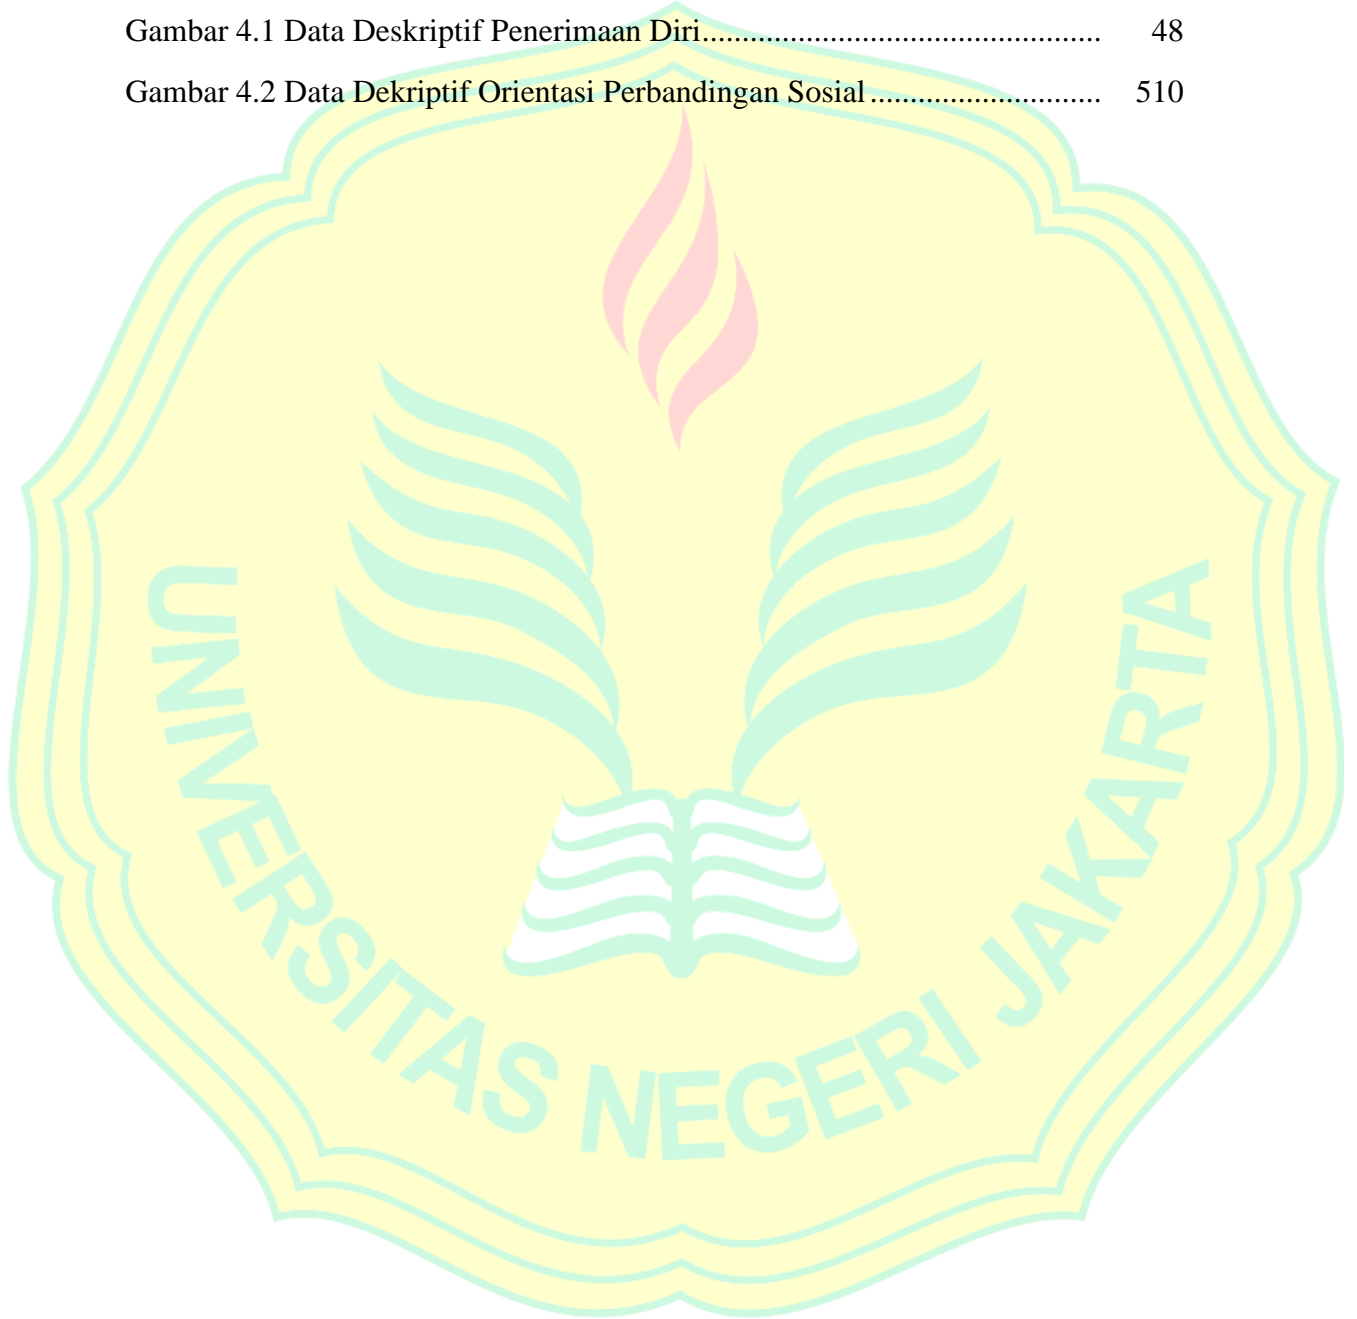 Gambar 4.1 Data Deskriptif Penerimaan Diri.................................................. 48
Gambar 4.2 Data Dekriptif Orientasi Perbandingan Sosial ............................. 510
UNIVERSITAS NEGERI JAKARTA